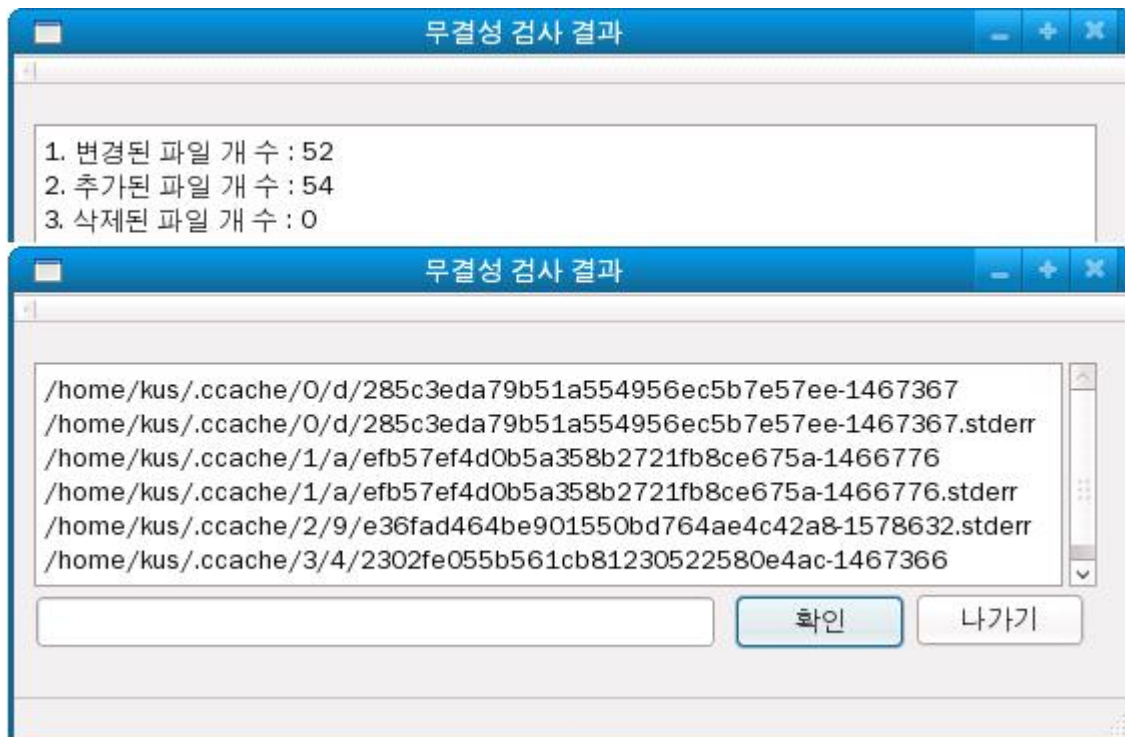 무결성 검사 결과
1. 변경된 파일 개 수 : 52
2. 추가된 파일 개 수 : 54
3. 삭제된 파일 개 수 : 0
무결성 검사 결과
/home/kus/.ccache/0/d/285c3eda79b51a554956ec5b7e57ee-1467367
/home/kus/.ccache/0/d/285c3eda79b51a554956ec5b7e57ee-1467367.stderr
/home/kus/.ccache/1/a/efb57ef4d0b5a358b2721fb8ce675a-1466776
/home/kus/.ccache/1/a/efb57ef4d0b5a358b2721fb8ce675a-1466776.stderr
/home/kus/.ccache/2/9/e36fad464be901550bd764ae4c42a8-1578632.stderr
/home/kus/.ccache/3/4/2302fe055b561cb81230522580e4ac-1467366
확인 나가기